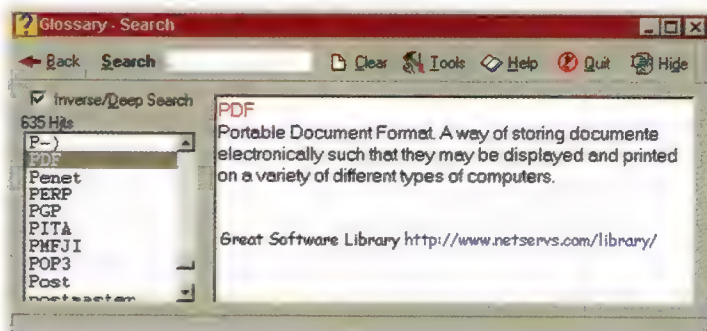 Glossary - Search
Back Search Clear Tools Help Quit Hide
Inverse/Deep Search
635 Hits
P-)
PDF
Penet
PERP
PGP
PITA
PMFJI
POP3
Post
postmaster
PDF
Portable Document Format. A way of storing documente
electronically such that they may be displayed and printed
on a variety of different types of computers.
Great Software Library http://www.netservs.com/library/